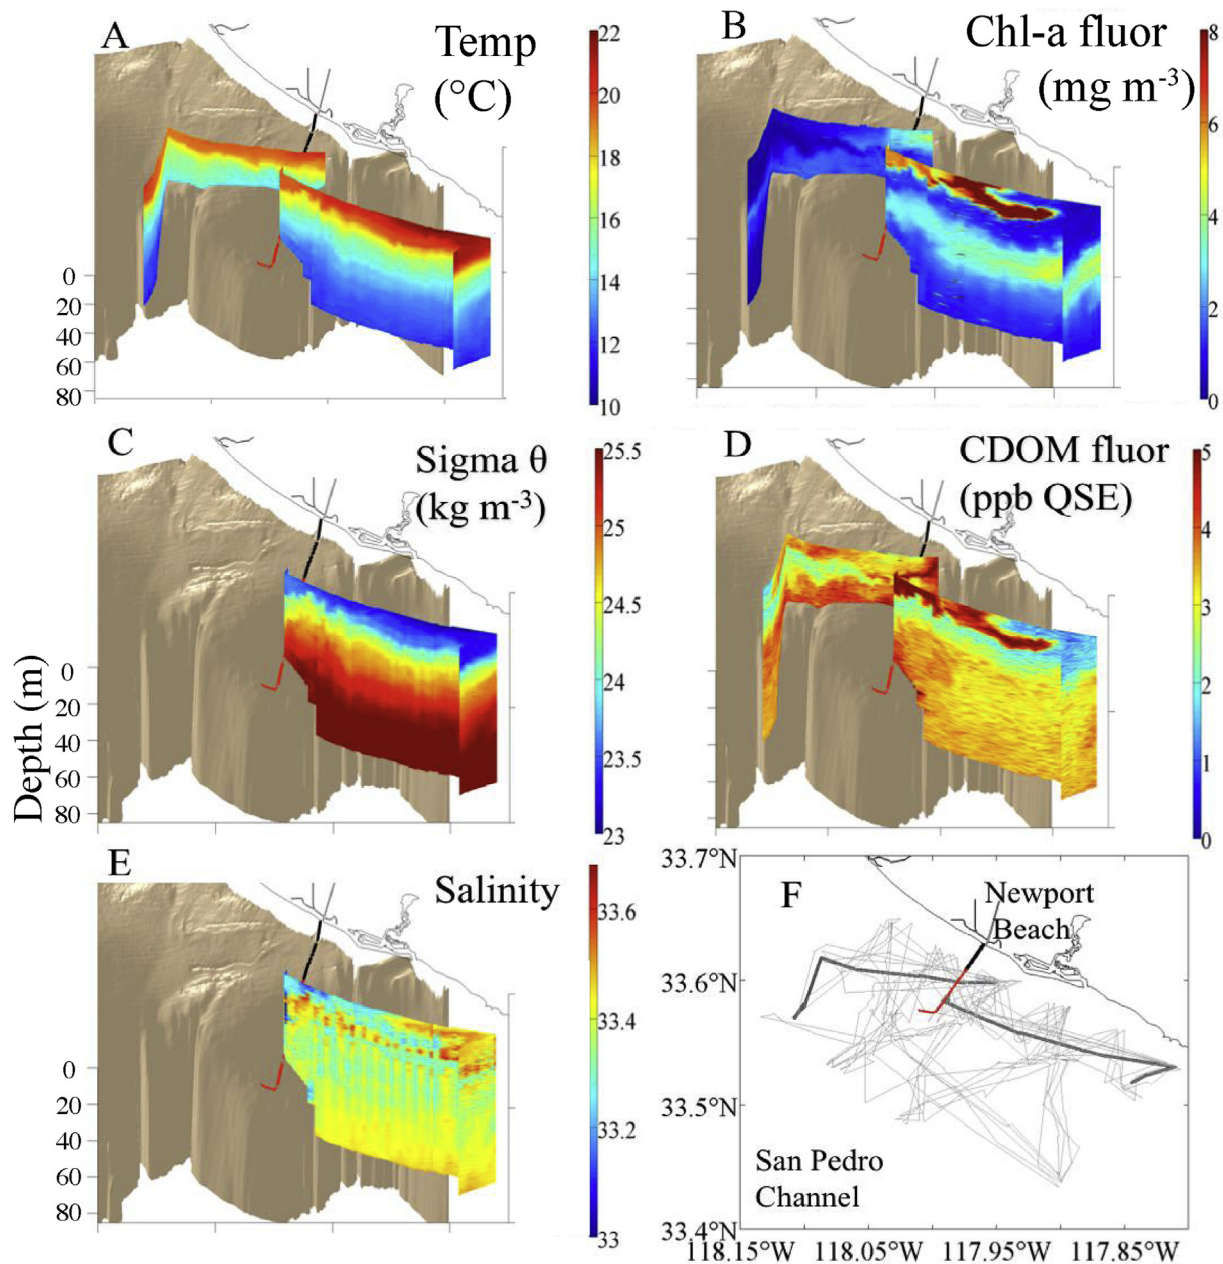 A
Temp
(°C)
22
20
18
16
14
12
10
0
20
40
60
80
B
Chl-a fluor
(mg m-3)
8
6
4
2
0
C
Sigma θ
(kg m-3)
25.5
25
24.5
24
23.5
23
Depth (m)
0
20
40
60
80
D
CDOM fluor
(ppb QSE)
5
4
3
2
1
0
E
Salinity
33.6
33.4
33.2
33
0
20
40
60
80
F
Newport
Beach
San Pedro
Channel
33.7°N
33.6°N
33.5°N
33.4°N
118.15°W 118.05°W 117.95°W 117.85°W